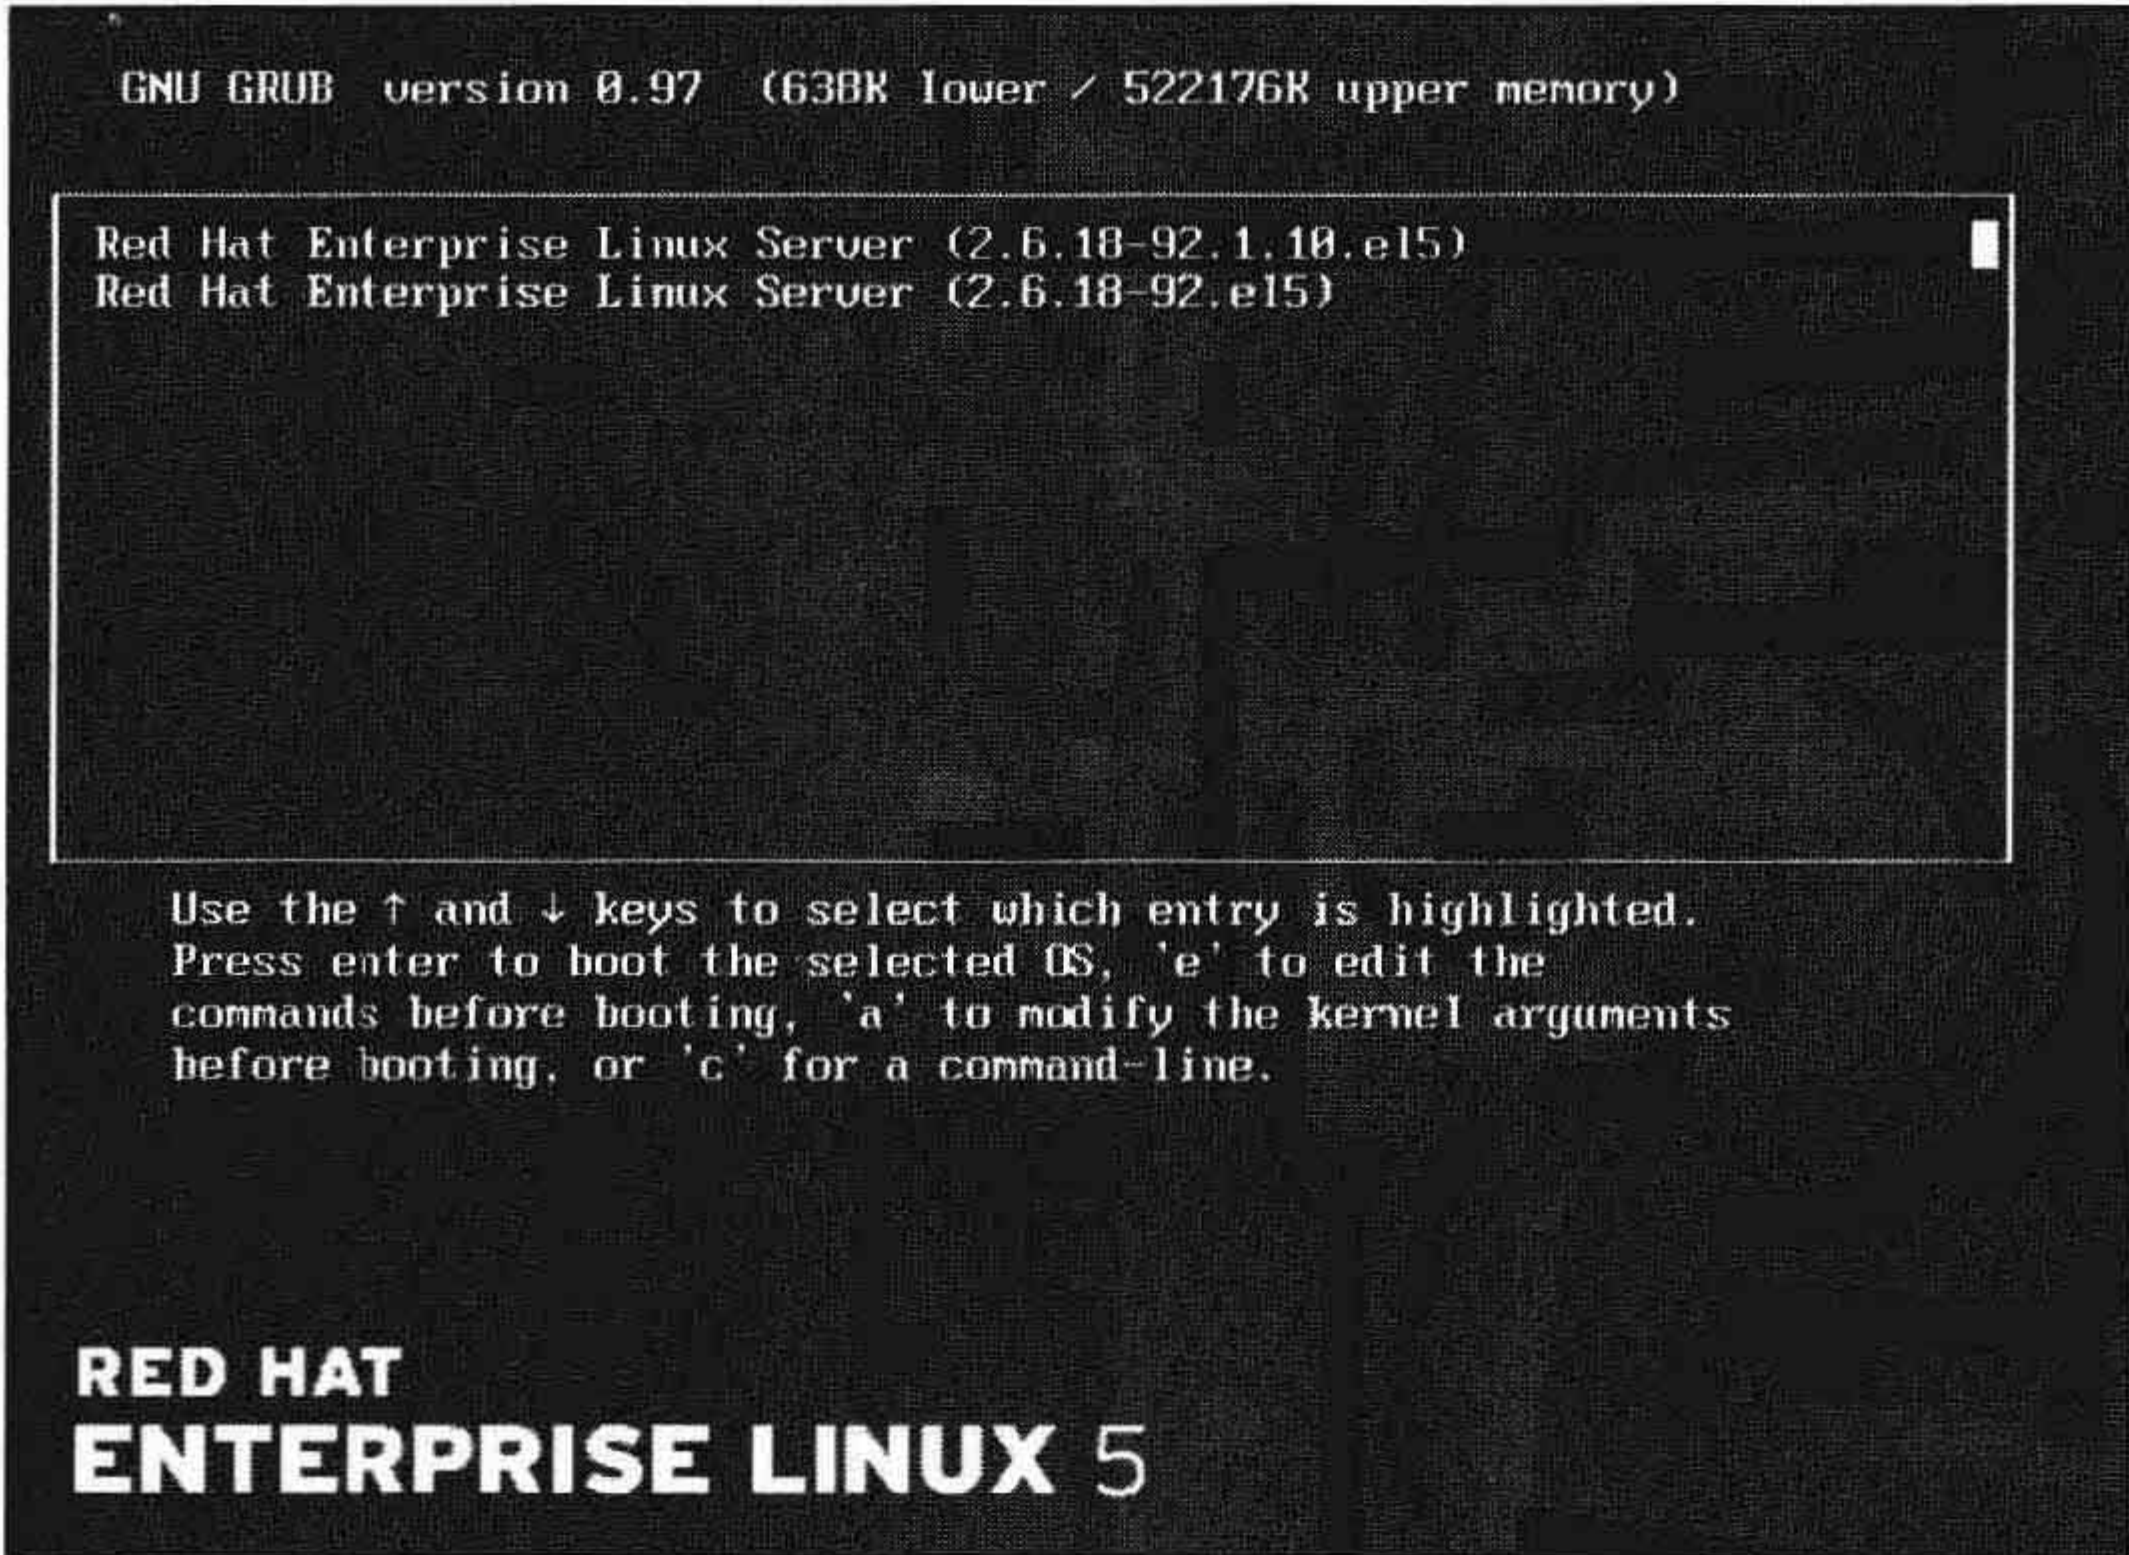 GNU GRUB version 0.97 (638K lower / 522176K upper memory)
Red Hat Enterprise Linux Server (2.6.18-92.1.10.el5)
Red Hat Enterprise Linux Server (2.6.18-92.el5)
Use the ↑ and ↓ keys to select which entry is highlighted.
Press enter to boot the selected OS, 'e' to edit the
commands before booting, 'a' to modify the kernel arguments
before booting, or 'c' for a command-line.
RED HAT
ENTERPRISE LINUX 5